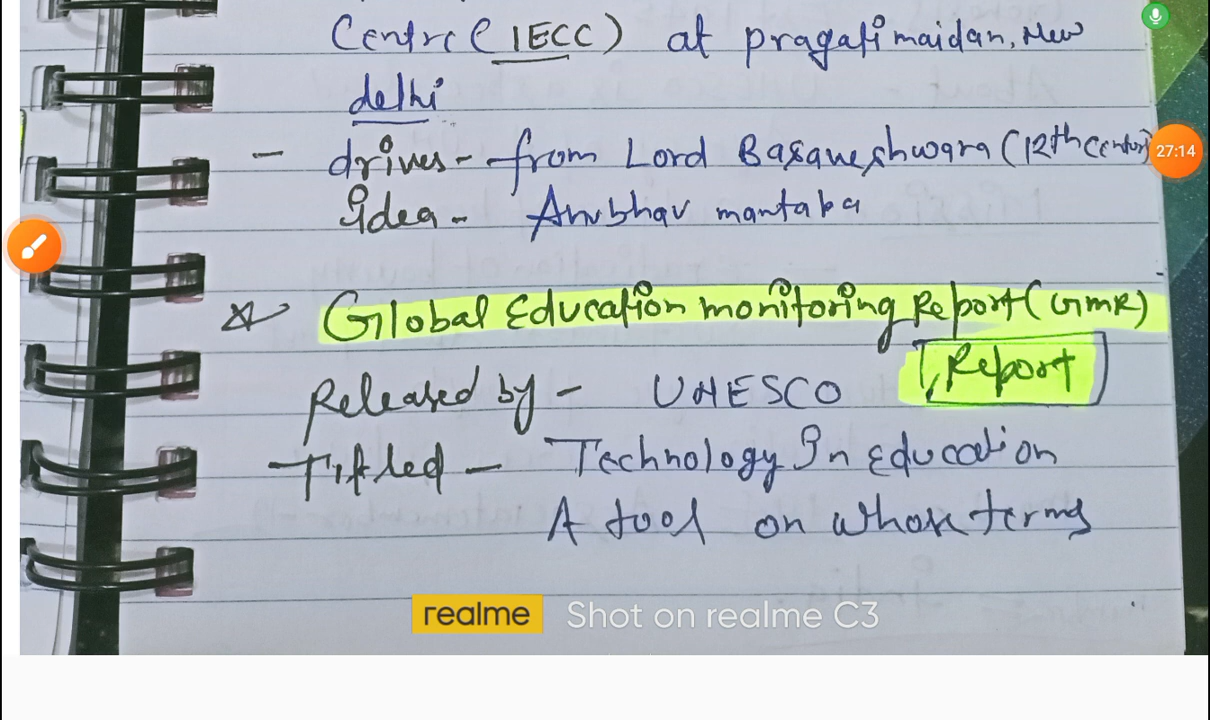 Centre (IECC) at pragati maidan, New
delhi
- drives - from Lord Basaveshwara (12th Century)
27:14
Idea - Anubhav mantapa
☆ Global Education monitoring Report (GMR)
Report
Released by - UNESCO
Titled - Technology In Education
A tool on whose terms
realme Shot on realme C3